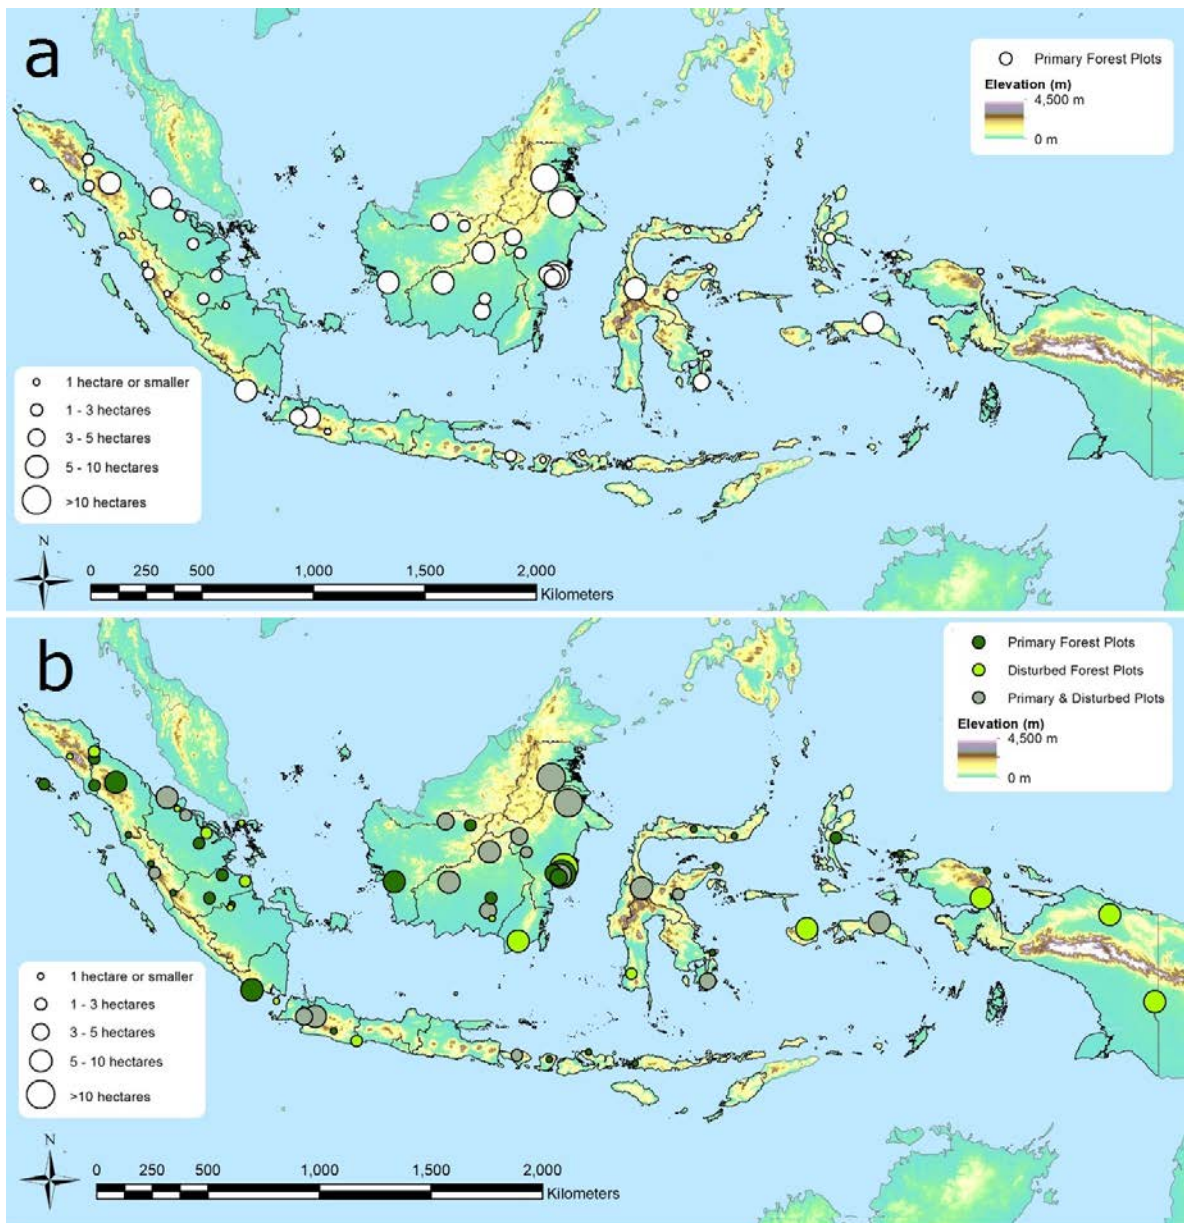 a
Primary Forest Plots
Elevation (m)
4,500 m
0 m
1 hectare or smaller
1 - 3 hectares
3 - 5 hectares
5 - 10 hectares
>10 hectares
N
0 250 500 1,000 1,500 2,000
Kilometers
b
Primary Forest Plots
Disturbed Forest Plots
Primary & Disturbed Plots
Elevation (m)
4,500 m
0 m
1 hectare or smaller
1 - 3 hectares
3 - 5 hectares
5 - 10 hectares
>10 hectares
N
0 250 500 1,000 1,500 2,000
Kilometers